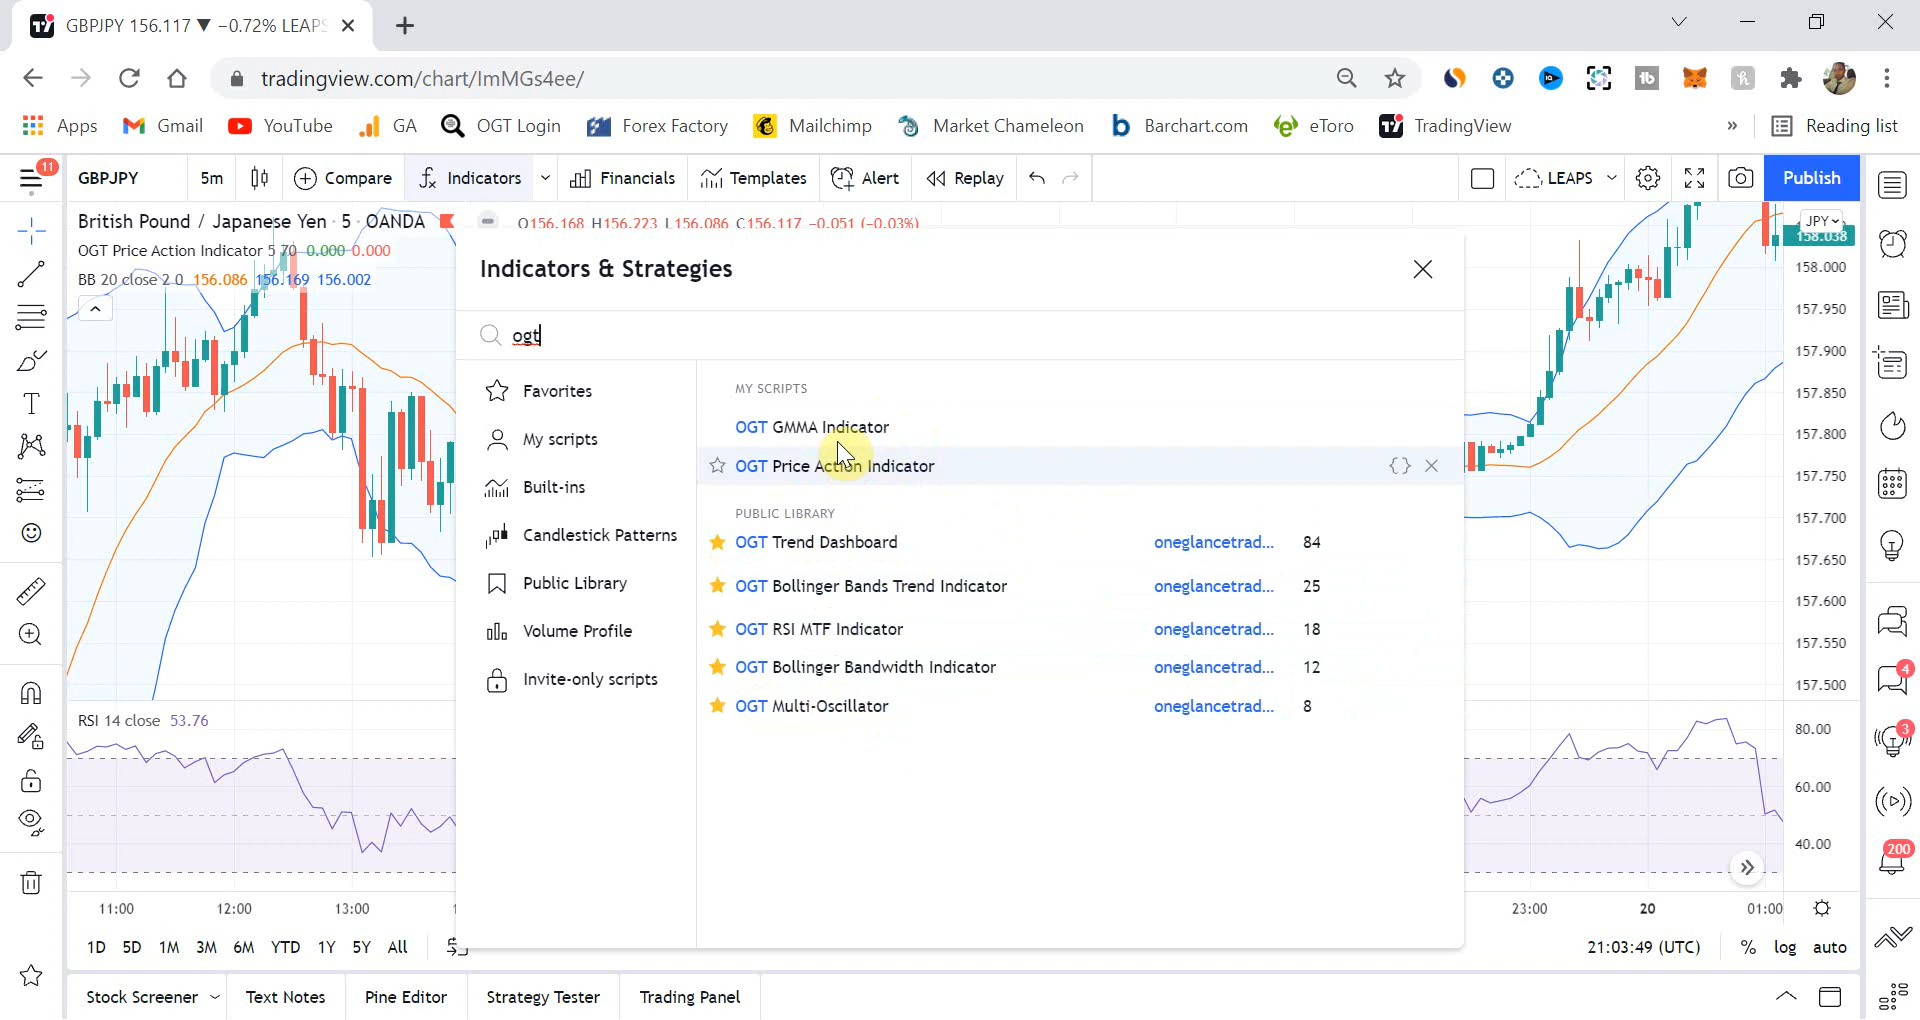 GBPJPY 156.117 ▼ −0.72% LEAPS
tradingview.com/chart/ImMGs4ee/
Apps Gmail YouTube GA OGT Login Forex Factory Mailchimp Market Chameleon Barchart.com eToro TradingView » Reading list
11
GBPJPY 5m Compare Indicators Financials Templates Alert Replay LEAPS Publish
British Pound / Japanese Yen · 5 · OANDA O156.168 H156.223 L156.086 C156.117 −0.051 (−0.03%)
JPY
158.038
OGT Price Action Indicator 5 70 0.000 0.000
BB 20 close 2 0 156.086 156.169 156.002
Indicators & Strategies
ogt
Favorites
My scripts
Built-ins
Candlestick Patterns
Public Library
Volume Profile
Invite-only scripts
MY SCRIPTS
OGT GMMA Indicator
OGT Price Action Indicator {}
PUBLIC LIBRARY
OGT Trend Dashboard oneglancetrad... 84
OGT Bollinger Bands Trend Indicator oneglancetrad... 25
OGT RSI MTF Indicator oneglancetrad... 18
OGT Bollinger Bandwidth Indicator oneglancetrad... 12
OGT Multi-Oscillator oneglancetrad... 8
158.000
157.950
157.900
157.850
157.800
157.750
157.700
157.650
157.600
157.550
157.500
RSI 14 close 53.76
80.00
60.00
40.00
4
3
200
11:00 12:00 13:00 23:00 20 01:00
1D 5D 1M 3M 6M YTD 1Y 5Y All 21:03:49 (UTC) % log auto
Stock Screener Text Notes Pine Editor Strategy Tester Trading Panel